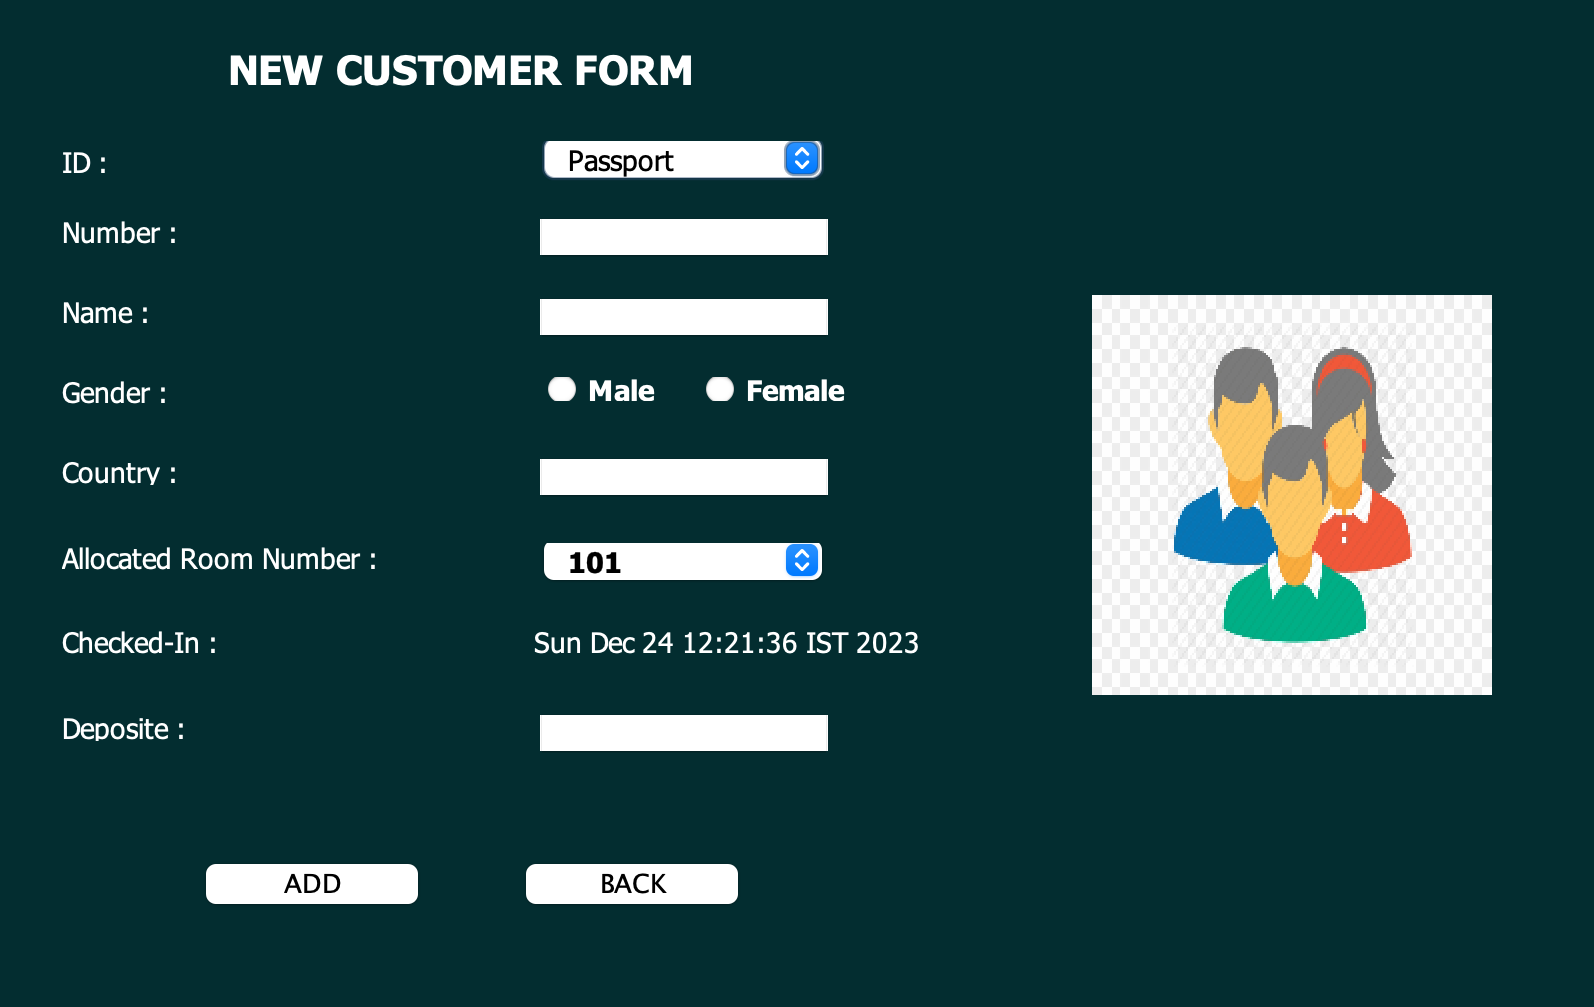 NEW CUSTOMER FORM
ID : Passport
Number :
Name :
Gender : Male Female
Country :
Allocated Room Number : 101
Checked-In : Sun Dec 24 12:21:36 IST 2023
Deposite :
ADD BACK